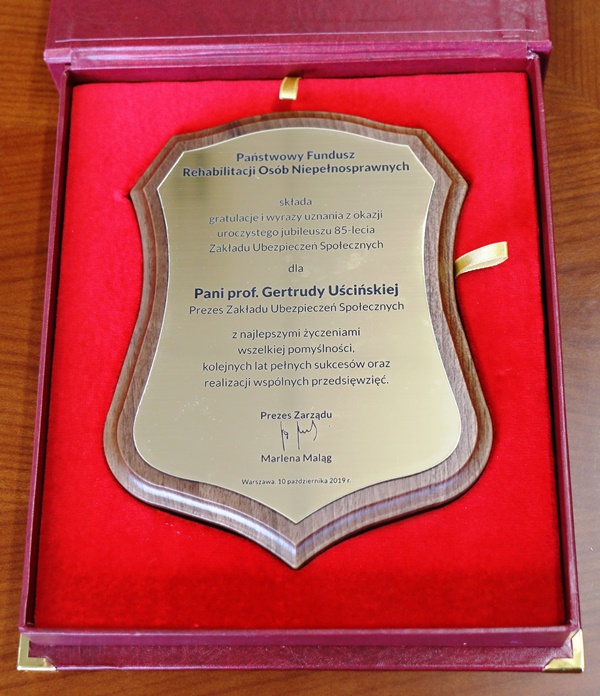 Państwowy Fundusz
Rehabilitacji Osób Niepełnosprawnych
składa
gratulacje i wyrazy uznania z okazji
uroczystego jubileuszu 85-lecia
Zakładu Ubezpieczeń Społecznych
dla
Pani prof. Gertrudy Uścińskiej
Prezes Zakładu Ubezpieczeń Społecznych
z najlepszymi życzeniami
wszelkiej pomyślności,
kolejnych lat pełnych sukcesów oraz
realizacji wspólnych przedsięwzięć.
Prezes Zarządu
Marlena Maląg
Warszawa, 10 października 2019 r.